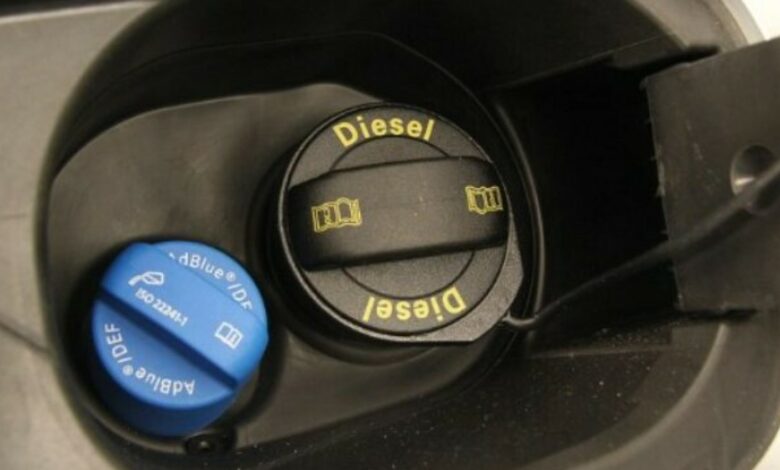 Diesel
Diesel
AdBlue®/DEF
ISO 22241-1
AdBlue®/DEF